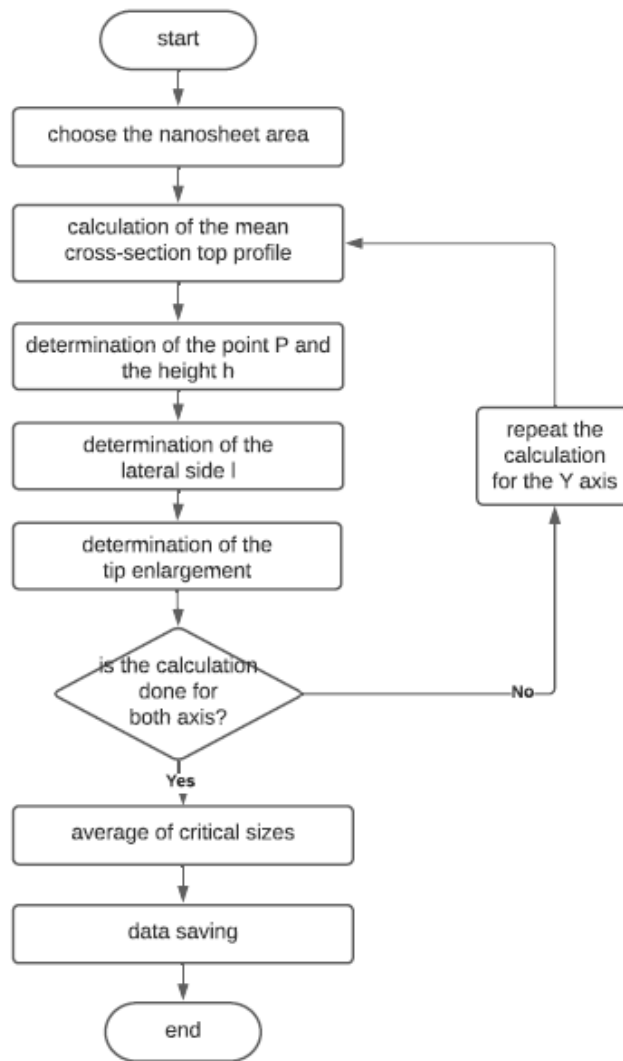 start
choose the nanosheet area
calculation of the mean
cross-section top profile
determination of the point P and
the height h
determination of the
lateral side l
determination of the
tip enlargement
is the calculation
done for
both axis?
No
repeat the
calculation
for the Y axis
Yes
average of critical sizes
data saving
end